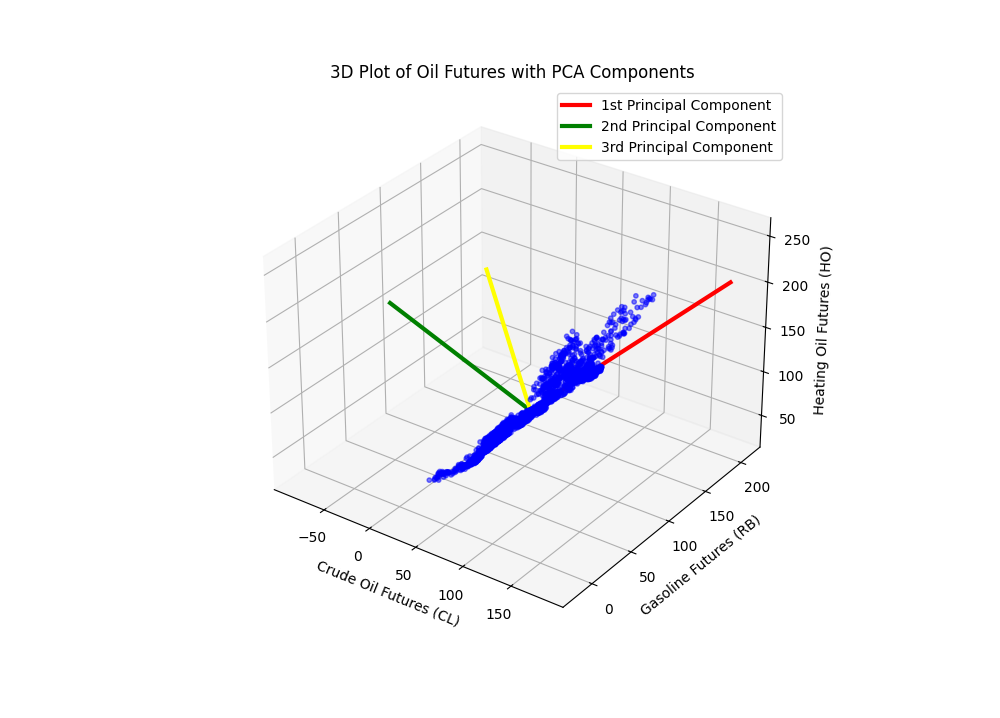 3D Plot of Oil Futures with PCA Components
1st Principal Component
2nd Principal Component
3rd Principal Component
250
200
150
100
50
Heating Oil Futures (HO)
−50
0
50
100
150
Crude Oil Futures (CL)
0
50
100
150
200
Gasoline Futures (RB)